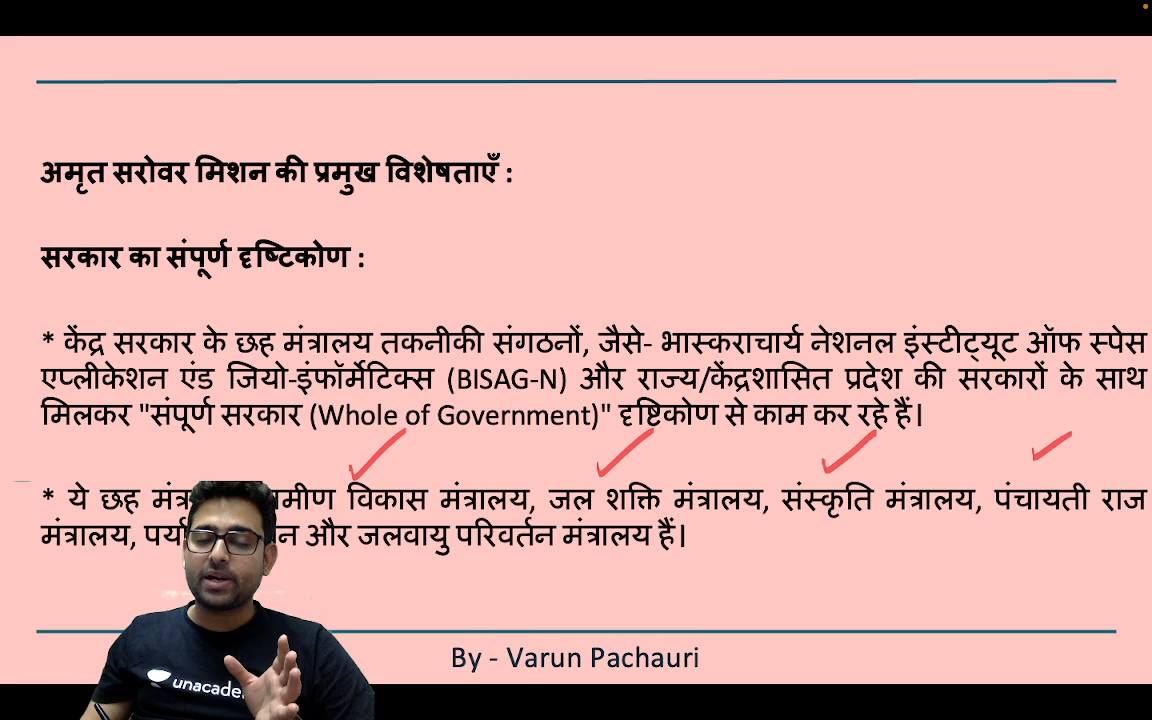 अमृत सरोवर मिशन की प्रमुख विशेषताएँ :
सरकार का संपूर्ण दृष्टिकोण :
* केंद्र सरकार के छह मंत्रालय तकनीकी संगठनों, जैसे- भास्कराचार्य नेशनल इंस्टीट्यूट ऑफ स्पेस
एप्लीकेशन एंड जियो-इंफॉर्मेटिक्स (BISAG-N) और राज्य/केंद्रशासित प्रदेश की सरकारों के साथ
मिलकर "संपूर्ण सरकार (Whole of Government)" दृष्टिकोण से काम कर रहे हैं।
* ये छह विकास मंत्रालय, जल शक्ति मंत्रालय, संस्कृति मंत्रालय, पंचायती राज
मंत्रालय, और जलवायु परिवर्तन मंत्रालय हैं।
By - Varun Pachauri